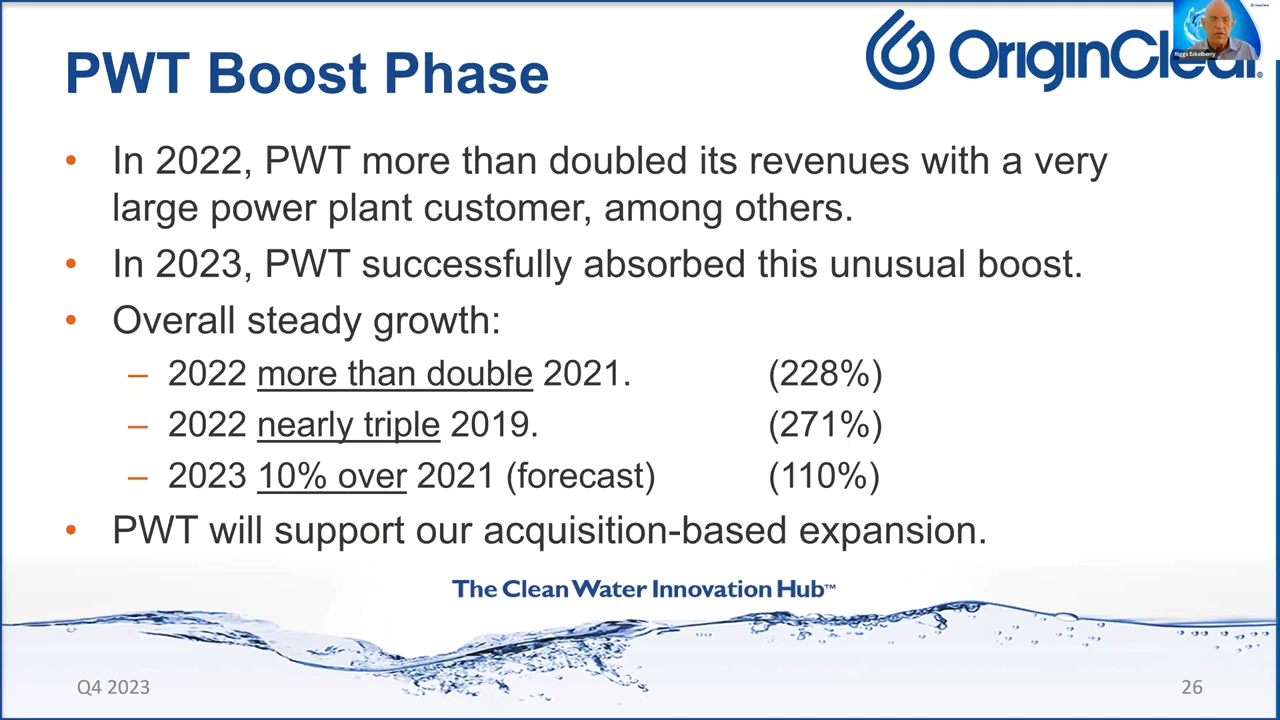 PWT Boost Phase
OriginClear®
Riggs Eckelberry
• In 2022, PWT more than doubled its revenues with a very
large power plant customer, among others.
• In 2023, PWT successfully absorbed this unusual boost.
• Overall steady growth:
– 2022 more than double 2021. (228%)
– 2022 nearly triple 2019. (271%)
– 2023 10% over 2021 (forecast) (110%)
• PWT will support our acquisition-based expansion.
The Clean Water Innovation Hub™
Q4 2023
26